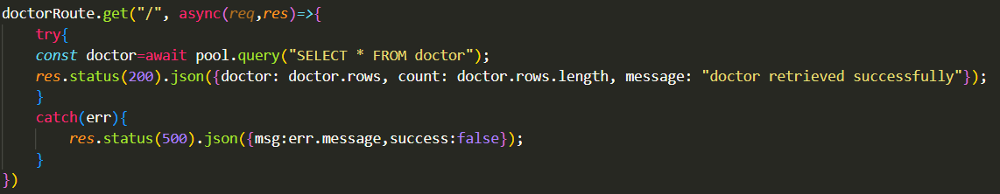 doctorRoute.get("/", async(req,res)=>{
    try{
    const doctor=await pool.query("SELECT * FROM doctor");
    res.status(200).json({doctor: doctor.rows, count: doctor.rows.length, message: "doctor retrieved successfully"});
    }
    catch(err){
        res.status(500).json({msg:err.message,success:false});
    }
})